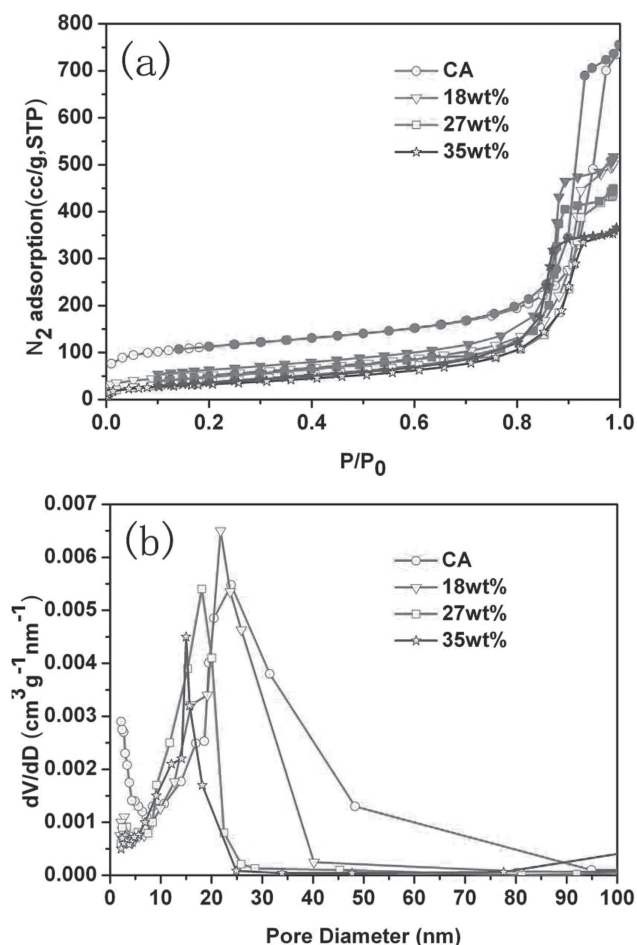 (a)
CA
18wt%
27wt%
35wt%
N2 adsorption(cc/g,STP)
800
700
600
500
400
300
200
100
0
0.0 0.2 0.4 0.6 0.8 1.0
P/P0
(b)
CA
18wt%
27wt%
35wt%
dV/dD (cm3g-1nm-1)
0.007
0.006
0.005
0.004
0.003
0.002
0.001
0.000
0 10 20 30 40 50 60 70 80 90 100
Pore Diameter (nm)